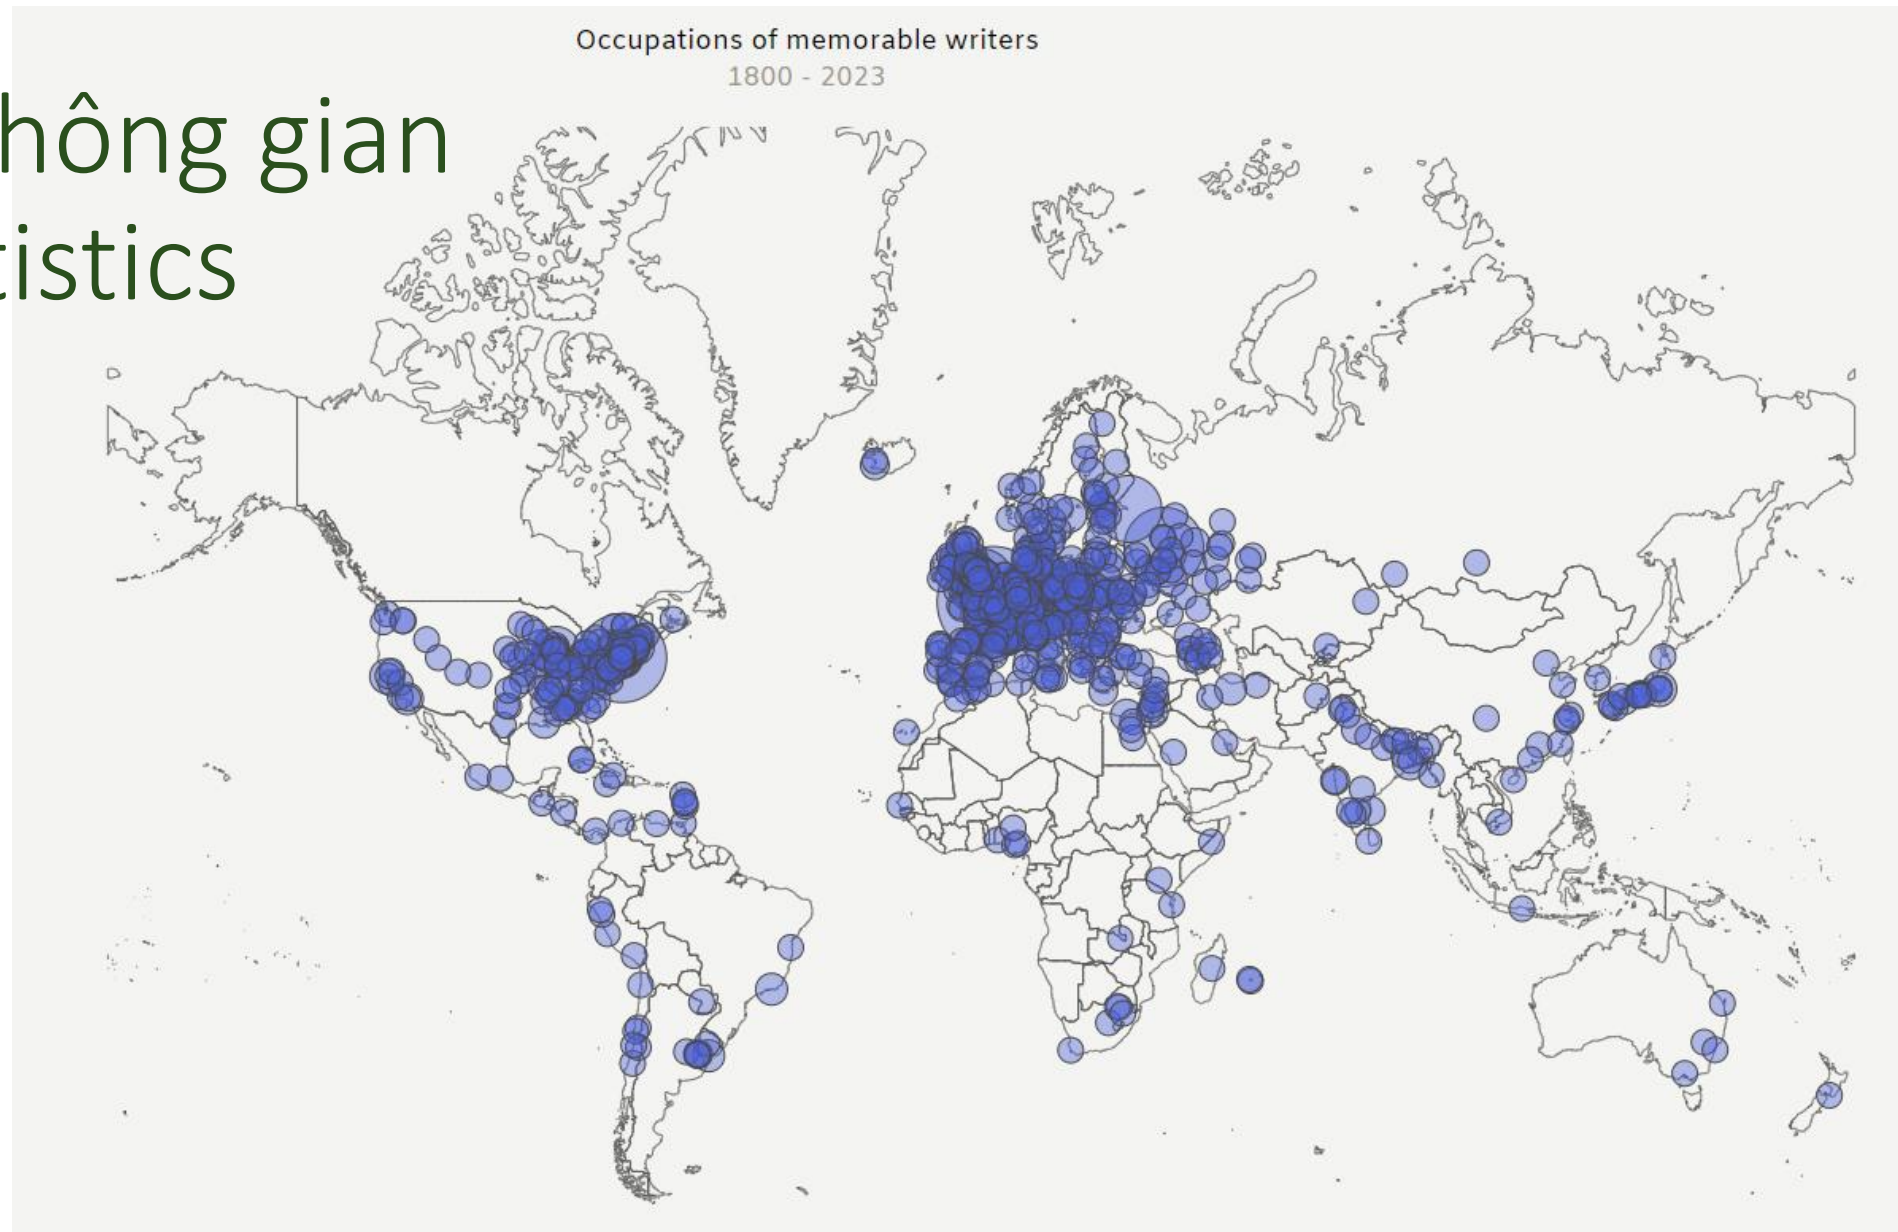 Occupations of memorable writers
1800 - 2023
hông gian
tistics